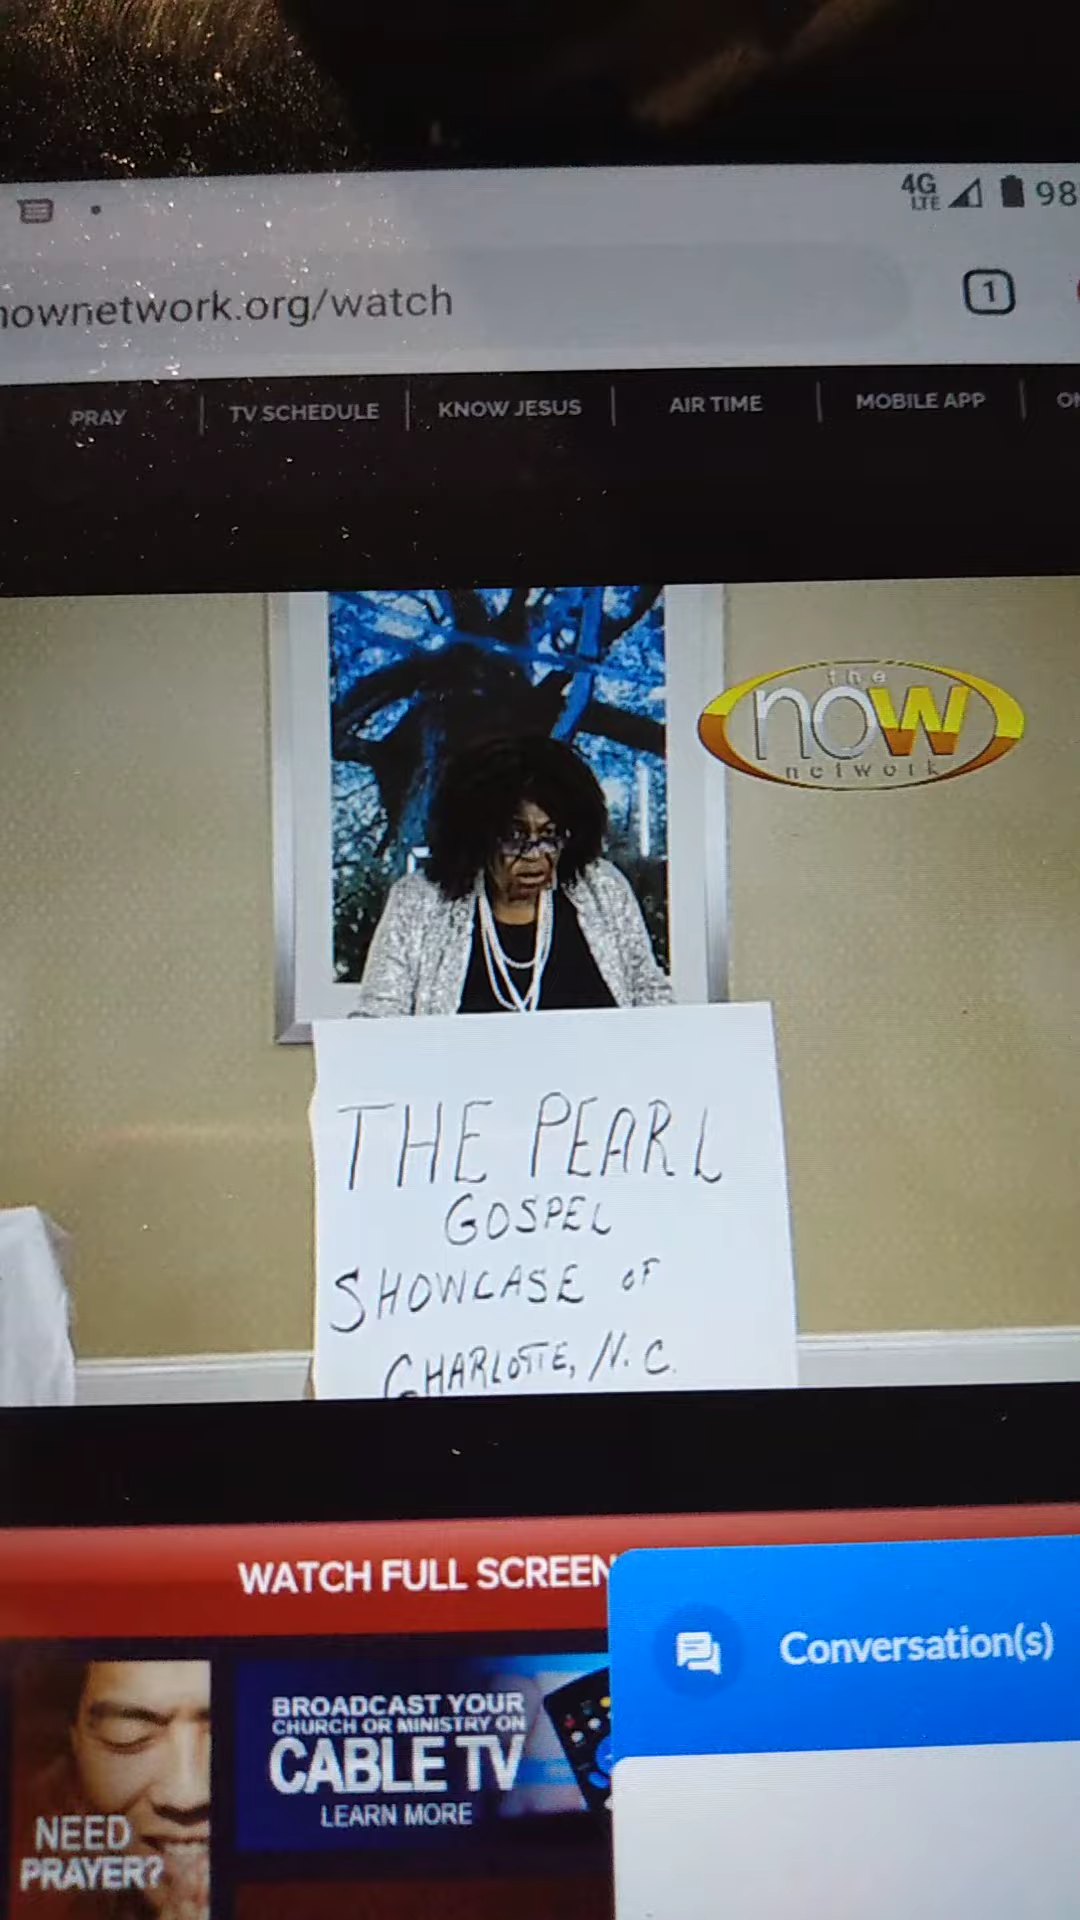 4G
LTE
98
nownetwork.org/watch
1
PRAY
TV SCHEDULE
KNOW JESUS
AIR TIME
MOBILE APP
the
now
network
THE PEARL
GOSPEL
SHOWCASE OF
CHARLOTTE, N.C.
WATCH FULL SCREEN
Conversation(s)
BROADCAST YOUR
CHURCH OR MINISTRY ON
CABLE TV
LEARN MORE
NEED
PRAYER?